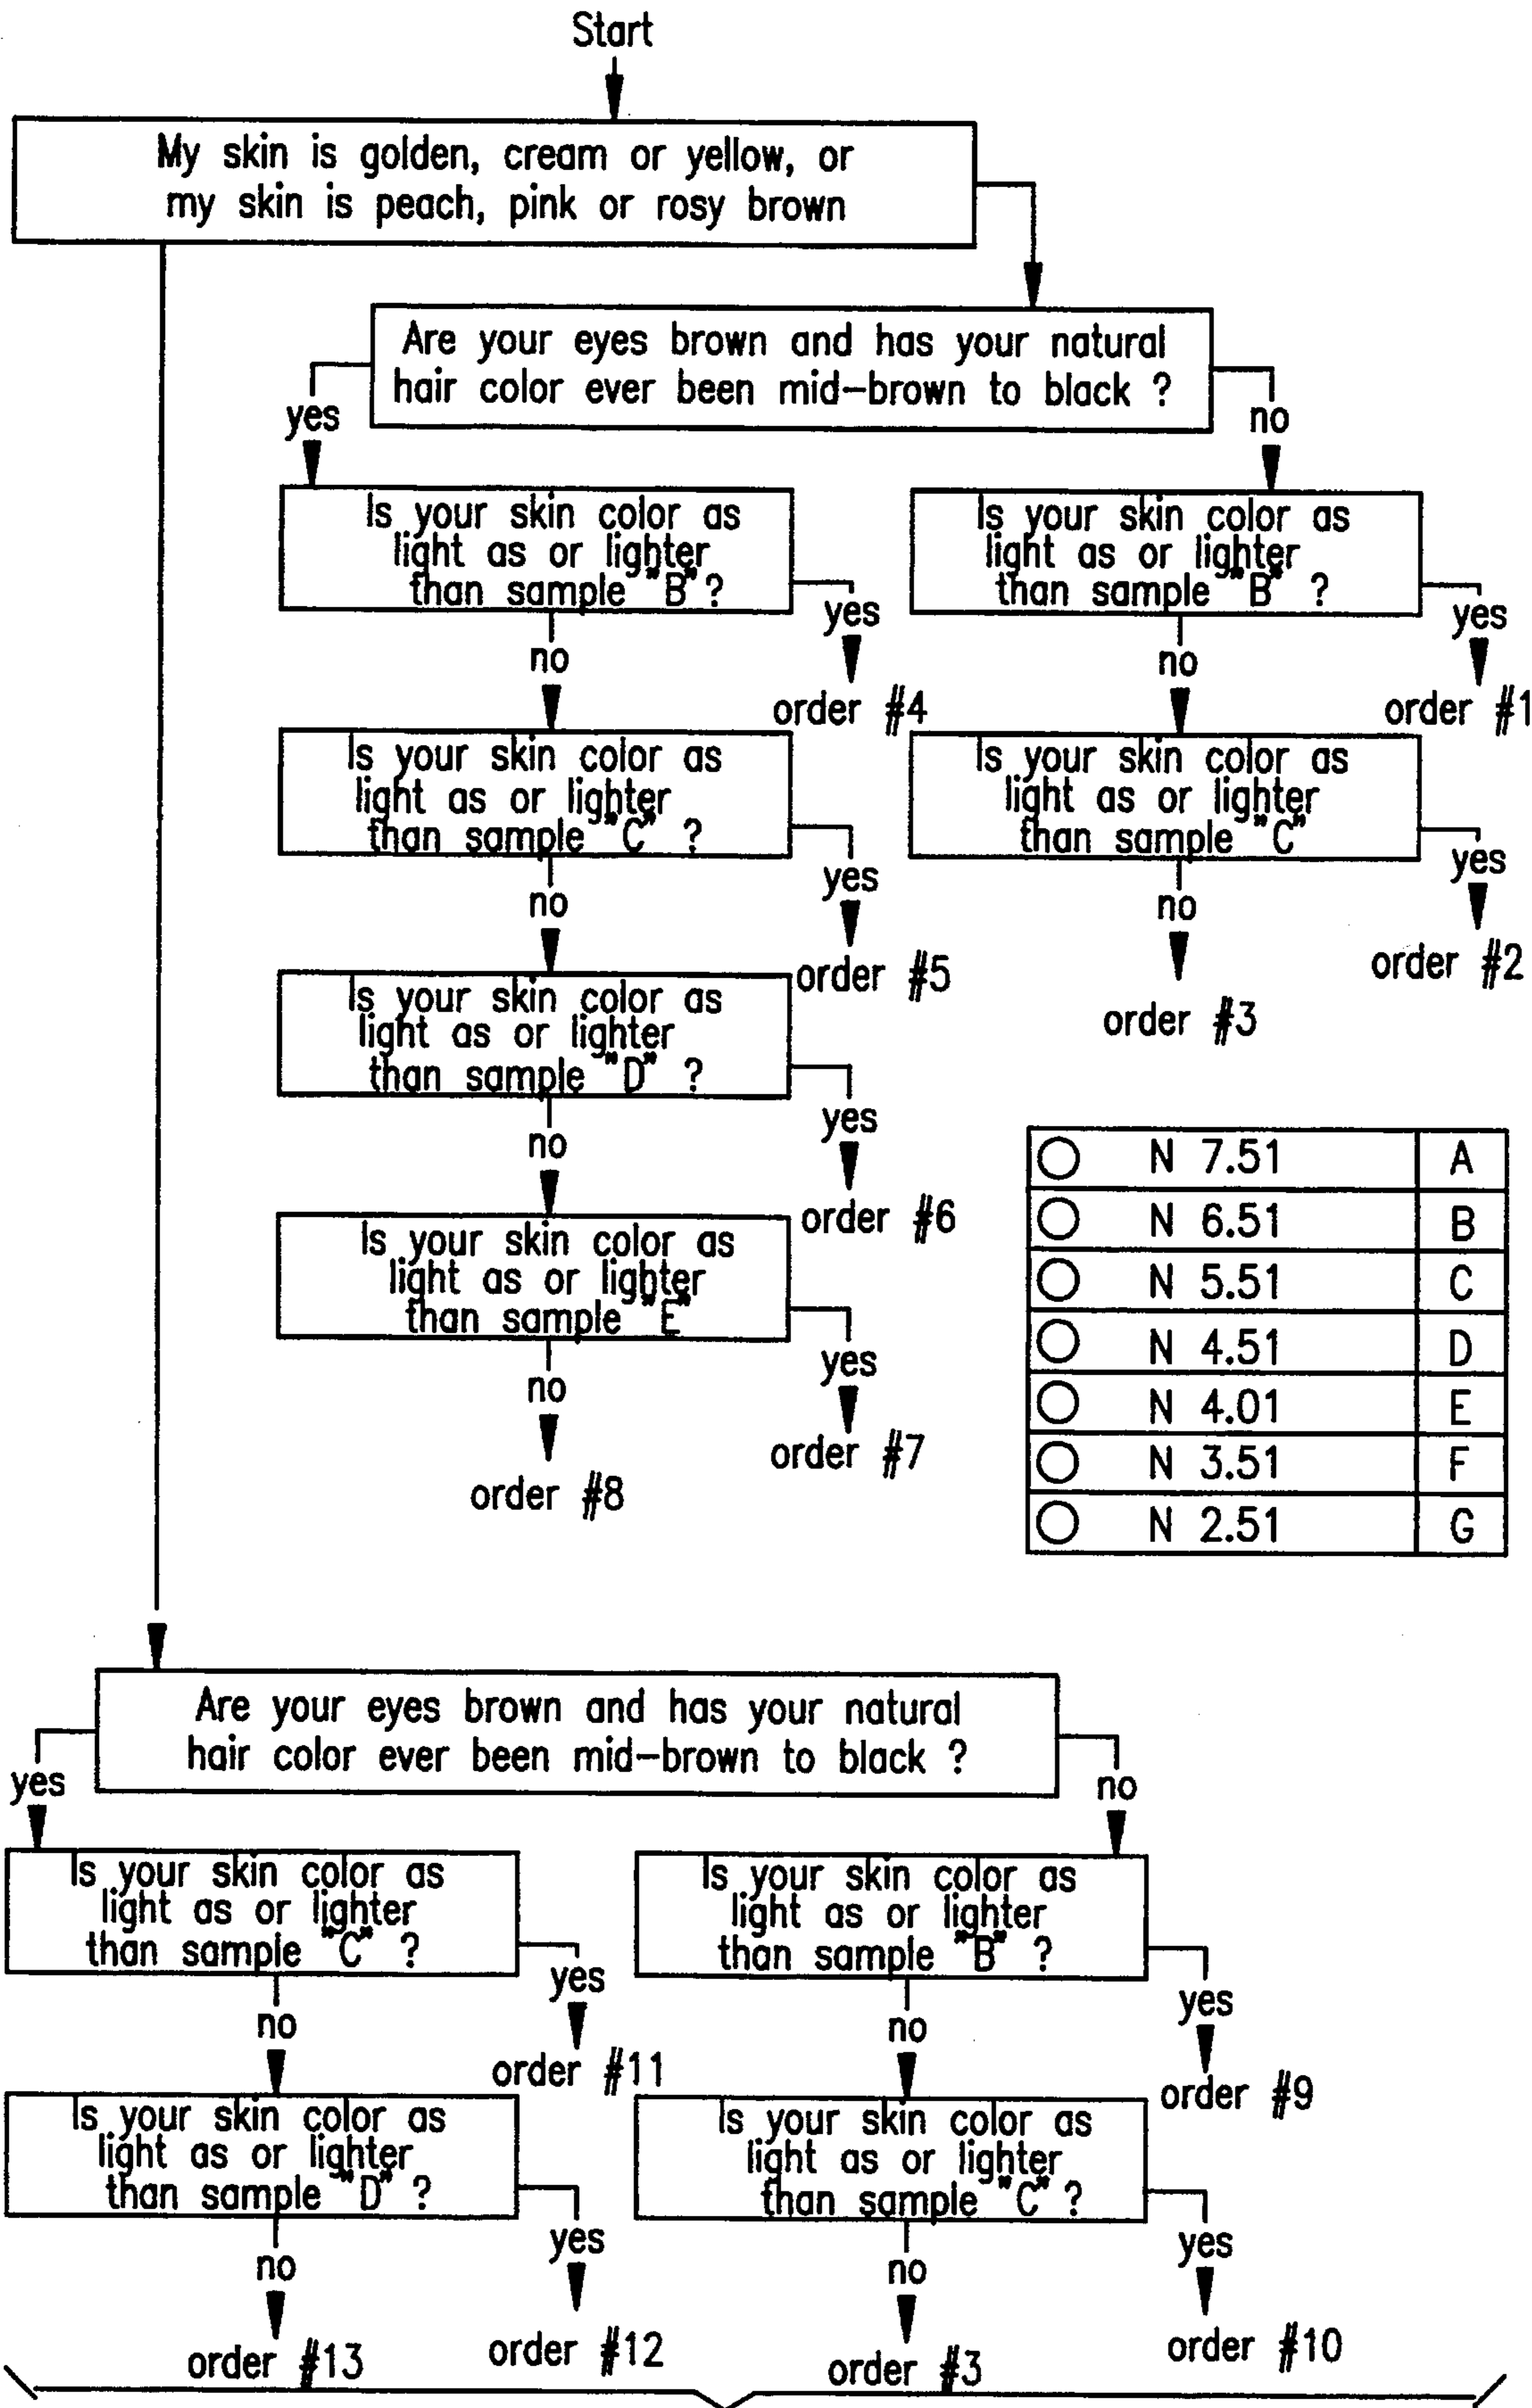 Start
My skin is golden, cream or yellow, or
my skin is peach, pink or rosy brown
Are your eyes brown and has your natural
hair color ever been mid-brown to black ?
yes
no
Is your skin color as
light as or lighter
than sample "B" ?
yes
no
order #4
Is your skin color as
light as or lighter
than sample "B" ?
yes
no
order #1
Is your skin color as
light as or lighter
than sample "C" ?
yes
no
order #5
Is your skin color as
light as or lighter
than sample "C"
yes
no
order #2
order #3
Is your skin color as
light as or lighter
than sample "D" ?
yes
no
order #6
Is your skin color as
light as or lighter
than sample "E"
yes
no
order #7
order #8
N 7.51 A
N 6.51 B
N 5.51 C
N 4.51 D
N 4.01 E
N 3.51 F
N 2.51 G
Are your eyes brown and has your natural
hair color ever been mid-brown to black ?
yes
no
Is your skin color as
light as or lighter
than sample "C" ?
yes
no
order #11
Is your skin color as
light as or lighter
than sample "B" ?
yes
no
order #9
Is your skin color as
light as or lighter
than sample "D" ?
yes
no
order #12
order #13
Is your skin color as
light as or lighter
than sample "C" ?
yes
no
order #10
order #3